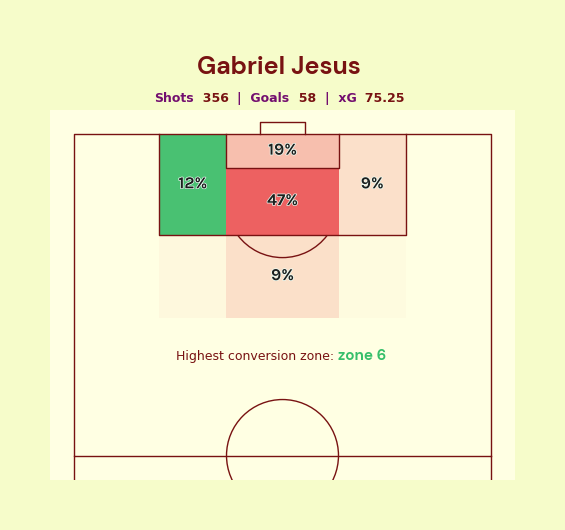 Gabriel Jesus
Shots 356 | Goals 58 | xG 75.25
19%
12%
9%
47%
9%
Highest conversion zone: zone 6